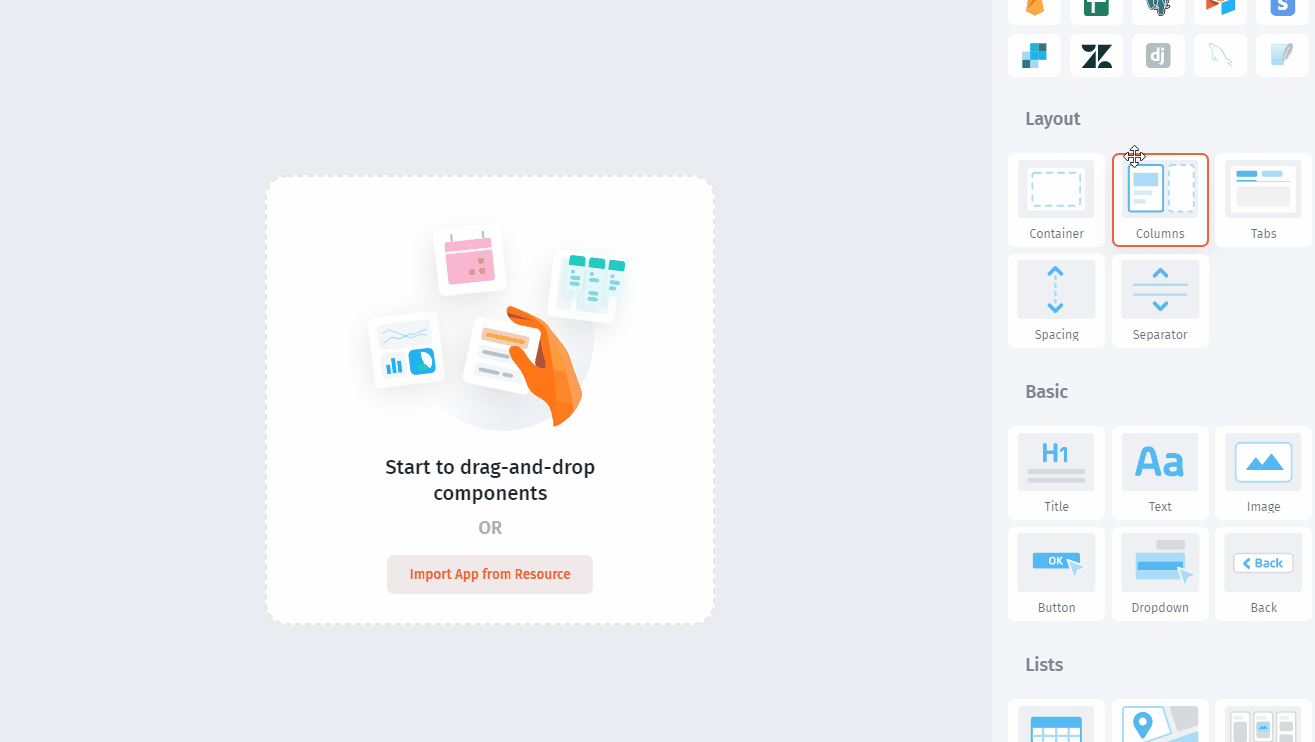 S
dj
Layout
Container
Columns
Tabs
Spacing
Separator
Basic
H1
Aa
Title
Text
Image
OK
Back
Button
Dropdown
Back
Lists
Start to drag-and-drop
components
OR
Import App from Resource